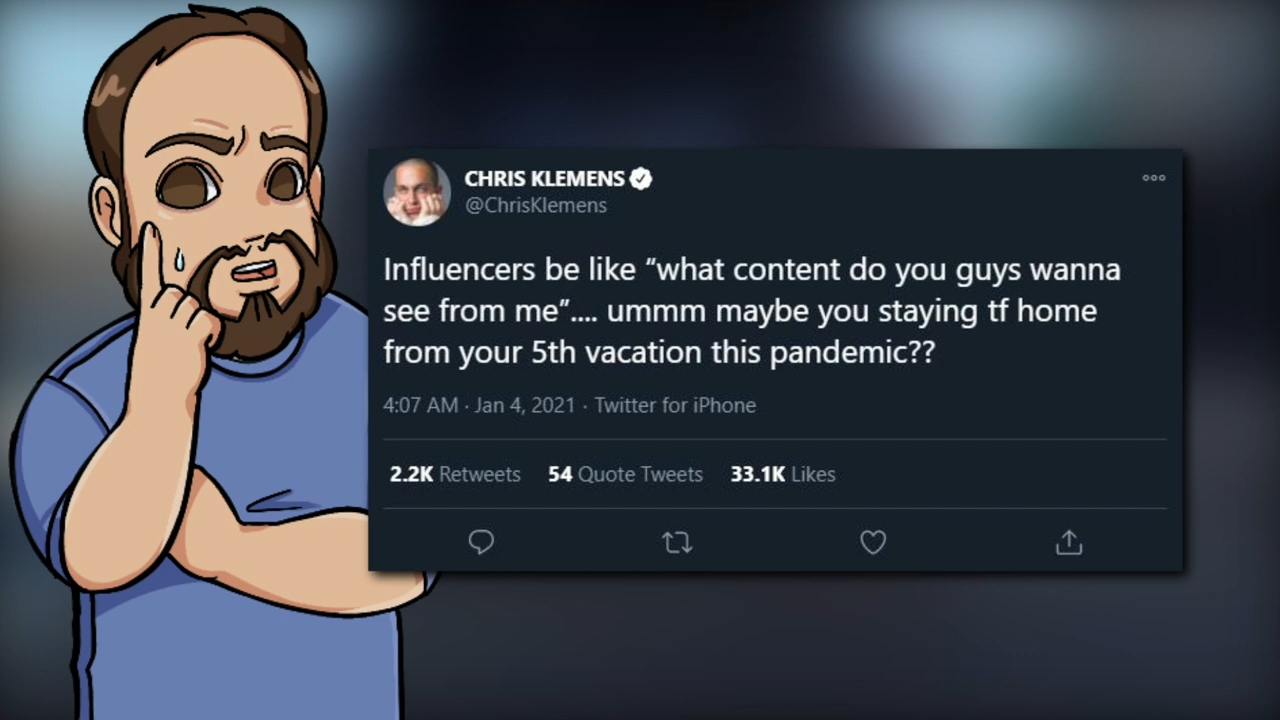 CHRIS KLEMENS
@ChrisKlemens
Influencers be like “what content do you guys wanna
see from me”.... ummm maybe you staying tf home
from your 5th vacation this pandemic??
4:07 AM · Jan 4, 2021 · Twitter for iPhone
2.2K Retweets 54 Quote Tweets 33.1K Likes